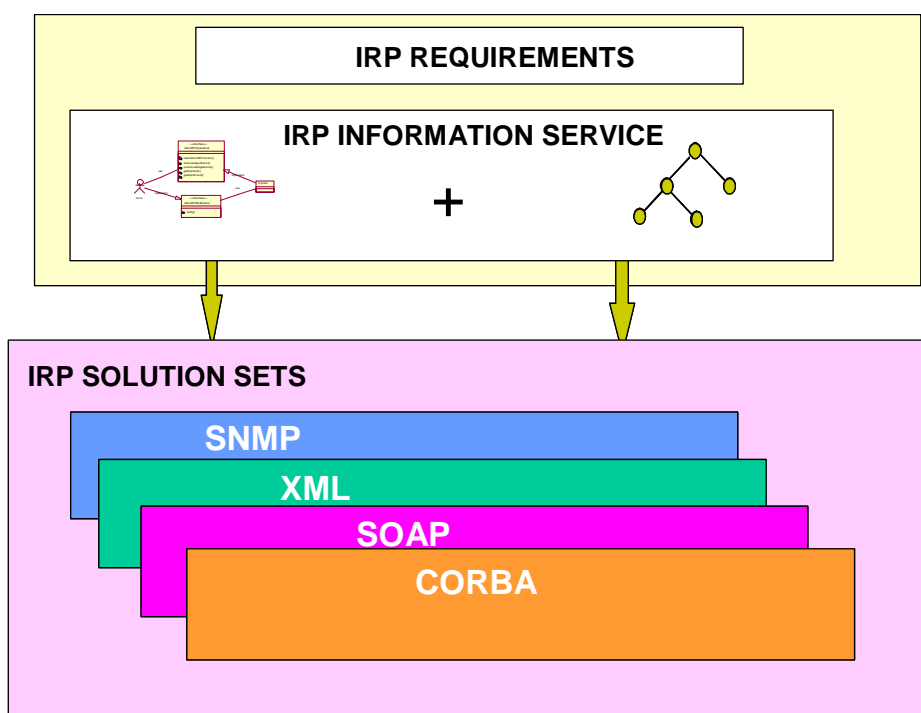 IRP REQUIREMENTS
IRP INFORMATION SERVICE
+
IRP SOLUTION SETS
SNMP
XML
SOAP
CORBA